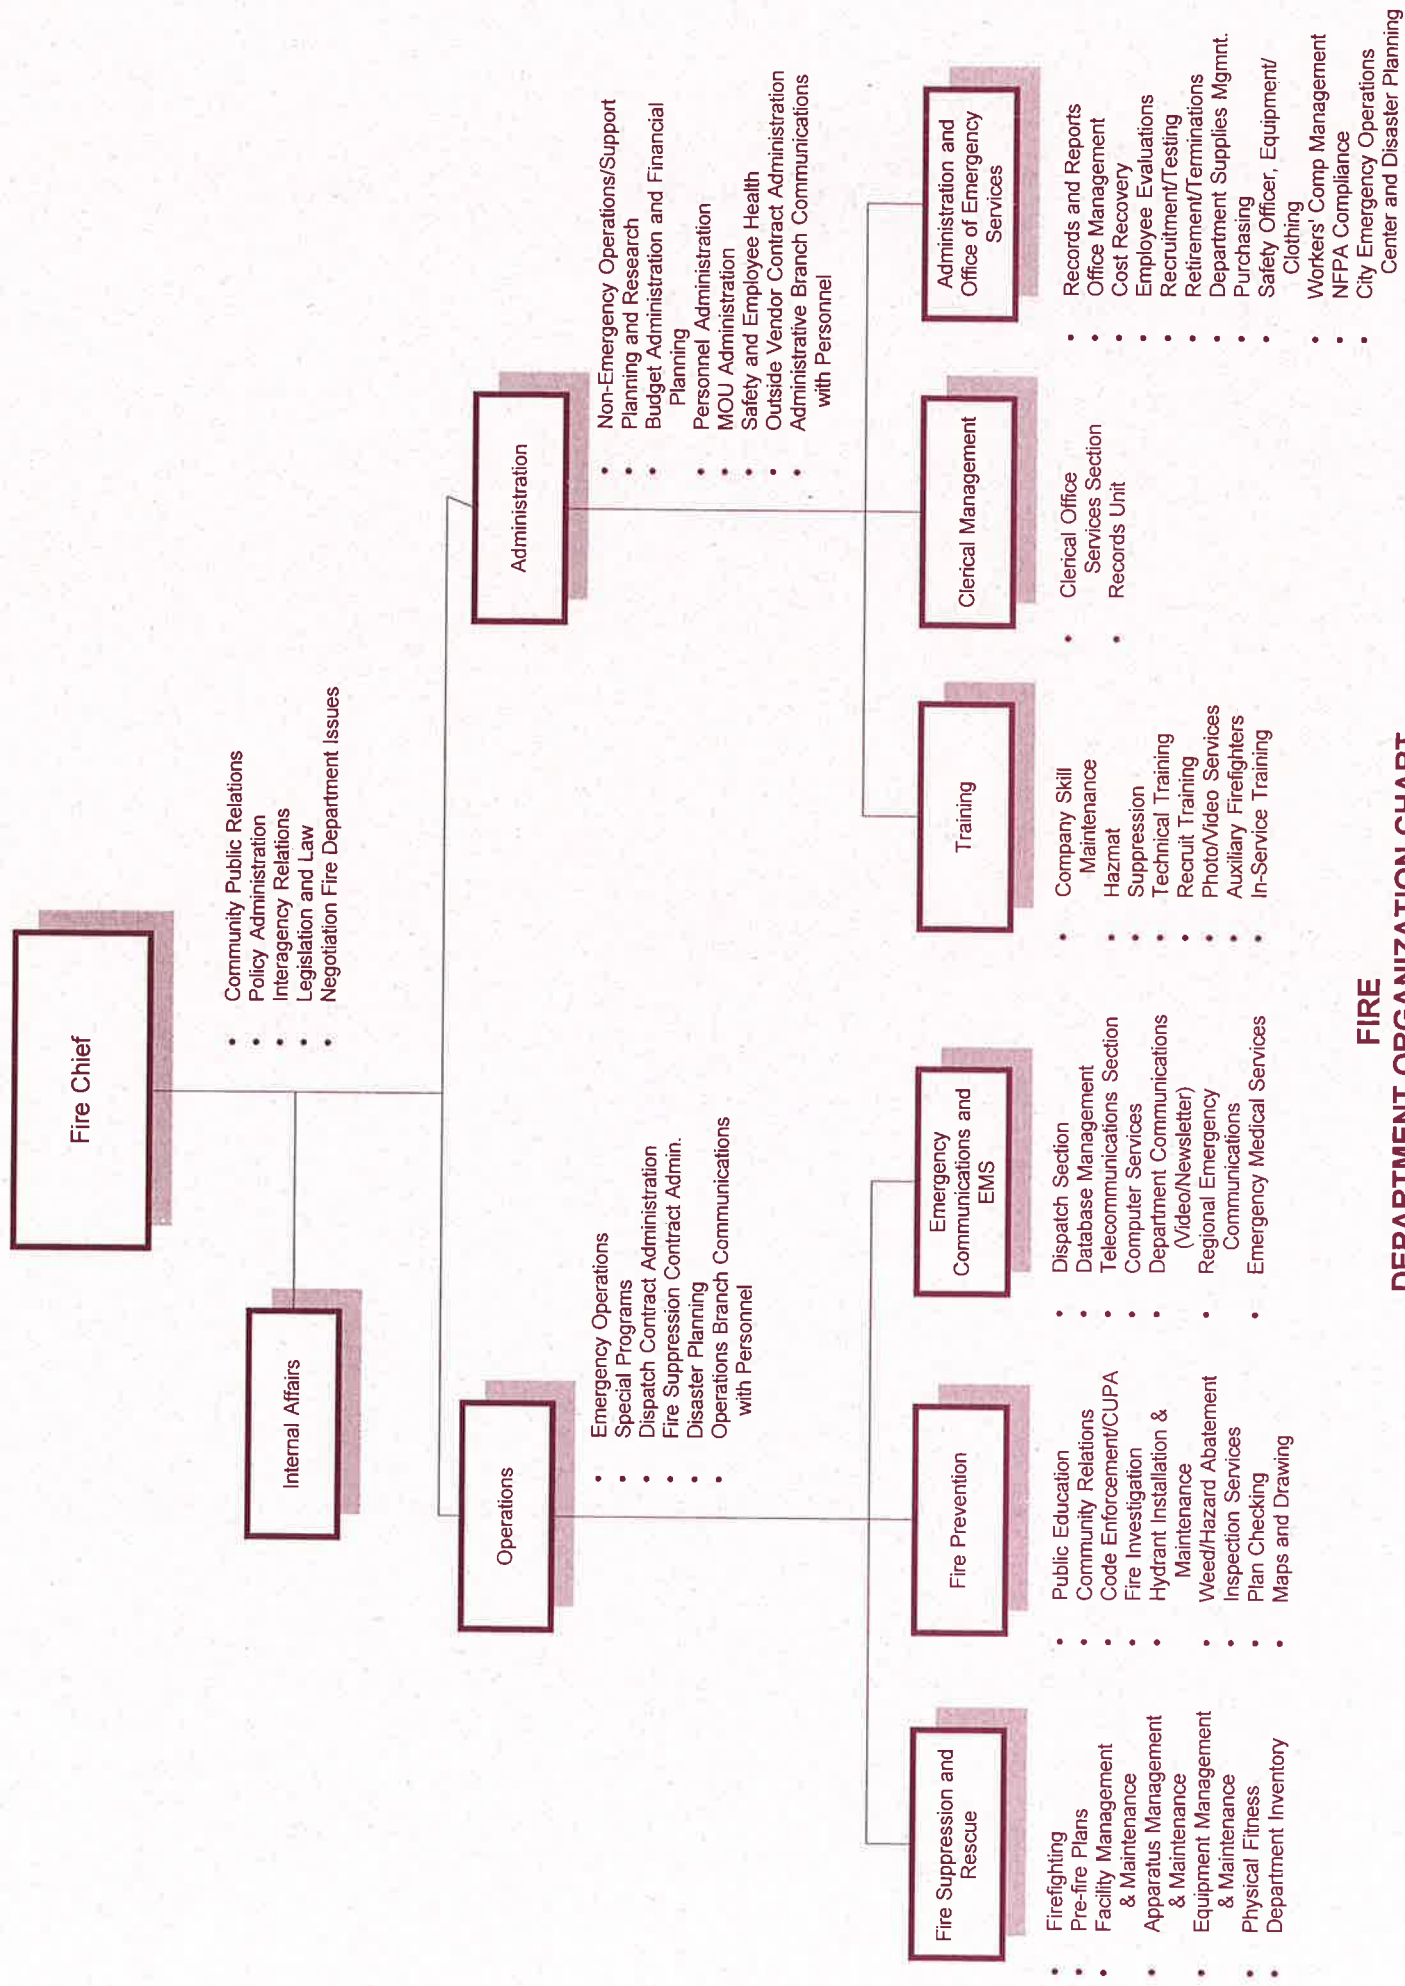 Fire Chief
• Community Public Relations
• Policy Administration
• Interagency Relations
• Legislation and Law
• Negotiation Fire Department Issues
Internal Affairs
Operations
• Emergency Operations
• Special Programs
• Dispatch Contract Administration
• Fire Suppression Contract Admin.
• Disaster Planning
• Operations Branch Communications
with Personnel
Administration
• Non-Emergency Operations/Support
• Planning and Research
• Budget Administration and Financial
Planning
• Personnel Administration
• MOU Administration
• Safety and Employee Health
• Outside Vendor Contract Administration
• Administrative Branch Communications
with Personnel
Fire Suppression and
Rescue
• Firefighting
• Pre-fire Plans
• Facility Management
& Maintenance
• Apparatus Management
& Maintenance
• Equipment Management
& Maintenance
• Physical Fitness
• Department Inventory
Fire Prevention
• Public Education
• Community Relations
• Code Enforcement/CUPA
• Fire Investigation
• Hydrant Installation &
Maintenance
• Weed/Hazard Abatement
• Inspection Services
• Plan Checking
• Maps and Drawing
Emergency
Communications and
EMS
• Dispatch Section
• Database Management
• Telecommunications Section
• Computer Services
• Department Communications
(Video/Newsletter)
• Regional Emergency
Communications
• Emergency Medical Services
Training
• Company Skill
Maintenance
• Hazmat
• Suppression
• Technical Training
• Recruit Training
• Photo/Video Services
• Auxiliary Firefighters
• In-Service Training
Clerical Management
• Clerical Office
Services Section
• Records Unit
Administration and
Office of Emergency
Services
• Records and Reports
• Office Management
• Cost Recovery
• Employee Evaluations
• Recruitment/Testing
• Retirement/Terminations
• Department Supplies Mgmnt.
• Purchasing
• Safety Officer, Equipment/
Clothing
• Workers' Comp Management
• NFPA Compliance
• City Emergency Operations
Center and Disaster Planning
FIRE
DEPARTMENT ORGANIZATION CHART